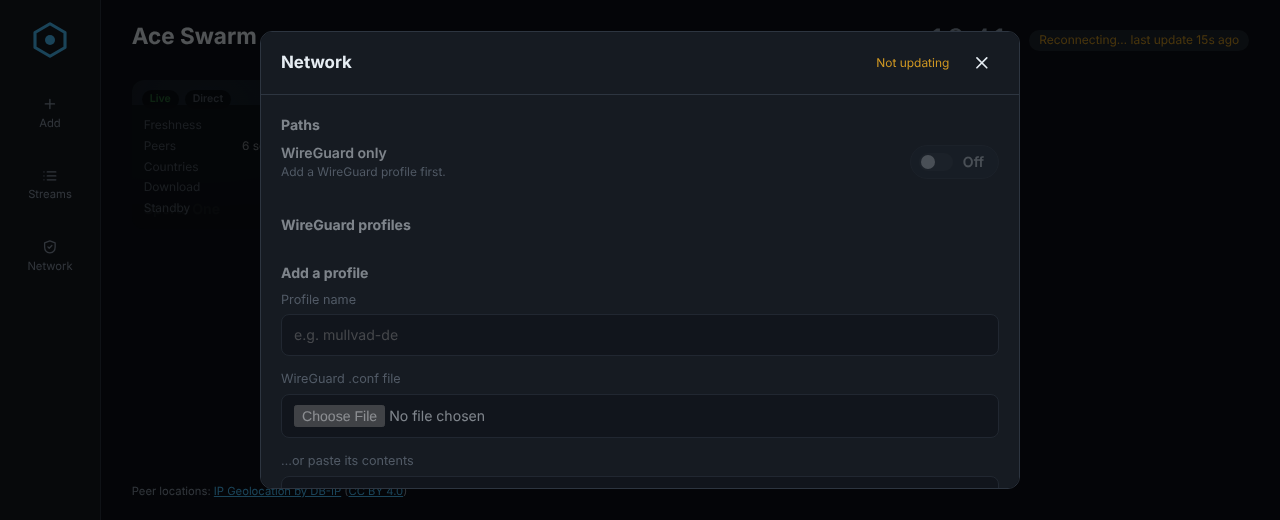 Ace Swarm
Reconnecting... last update 15s ago
Network
Not updating
Add
Streams
Network
Live
Direct
Freshness
Peers
Countries
Download
Standby
Paths
WireGuard only
Add a WireGuard profile first.
Off
WireGuard profiles
Add a profile
Profile name
e.g. mullvad-de
WireGuard .conf file
Choose File No file chosen
...or paste its contents
Peer locations: IP Geolocation by DB-IP (CC BY 4.0)